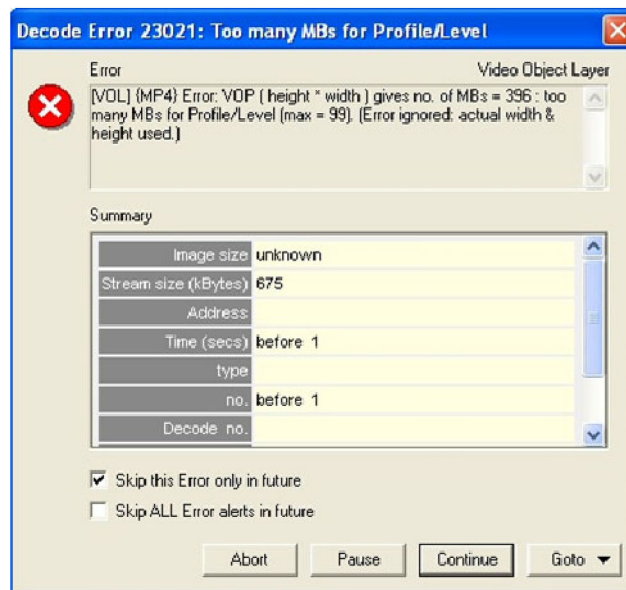 Decode Error 23021: Too many MBs for Profile/Level
Error Video Object Layer
[VOL] {MP4} Error: VOP ( height * width ) gives no. of MBs = 396 : too
many MBs for Profile/Level (max = 99). (Error ignored: actual width &
height used.)
Summary
Image size unknown
Stream size (kBytes) 675
Address
Time (secs) before 1
type
no. before 1
Decode no.
Skip this Error only in future
Skip ALL Error alerts in future
Abort Pause Continue Goto